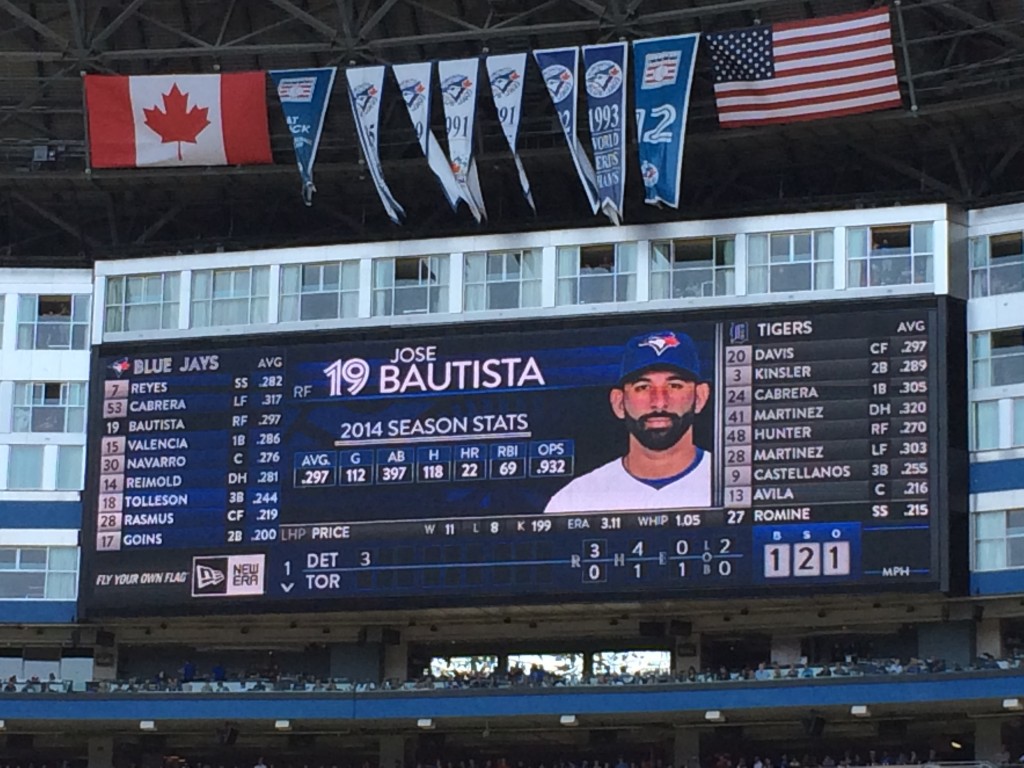 991
91
1993
WORLD
12
BLUE JAYS AVG
7 REYES SS .282
53 CABRERA LF .317
19 BAUTISTA RF .297
15 VALENCIA 1B .286
30 NAVARRO C .276
14 REIMOLD DH .281
18 TOLLESON 3B .244
28 RASMUS CF .219
17 GOINS 2B .200
FLY YOUR OWN FLAG
NEW ERA
RF 19 JOSE
BAUTISTA
2014 SEASON STATS
AVG. G AB H HR RBI OPS
.297 112 397 118 22 69 .932
TIGERS AVG
20 DAVIS CF .297
3 KINSLER 2B .289
24 CABRERA 1B .305
41 MARTINEZ DH .320
48 HUNTER RF .270
28 MARTINEZ LF .303
9 CASTELLANOS 3B .255
13 AVILA C .216
27 ROMINE SS .215
LHP PRICE W 11 L 8 K 199 ERA 3.11 WHIP 1.05
R H E LOB
1 DET 3 3 4 0 2
TOR 0 1 1 0
B S O
1 2 1
MPH